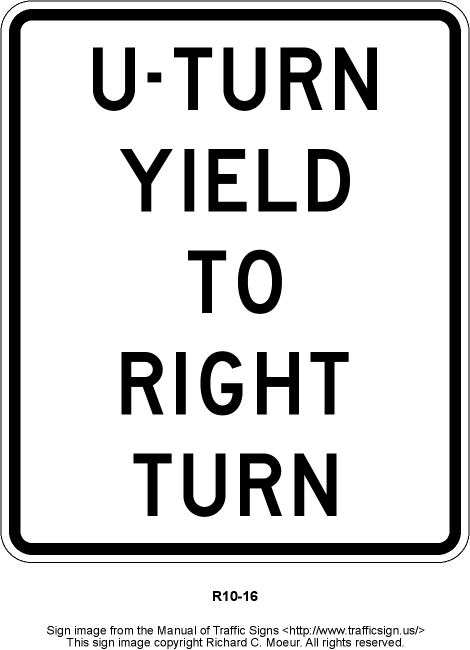 U-TURN
YIELD
TO
RIGHT
TURN
R10-16
Sign image from the Manual of Traffic Signs <http://www.trafficsign.us/>
This sign image copyright Richard C. Moeur. All rights reserved.